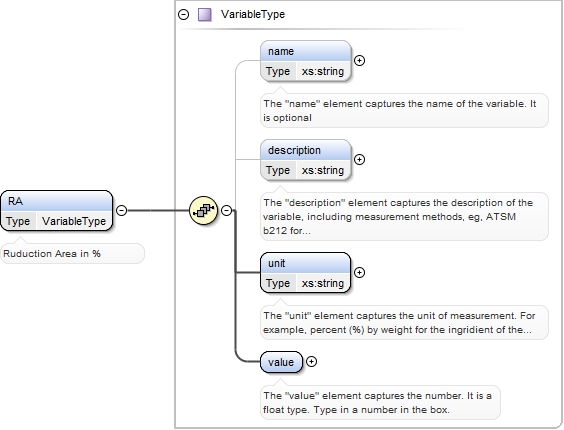 VariableType
name
Type xs:string
The "name" element captures the name of the variable. It
is optional
description
Type xs:string
The "description" element captures the description of the
variable, including measurement methods, eg, ATSM
b212 for...
RA
Type VariableType
Ruduction Area in %
unit
Type xs:string
The "unit" element captures the unit of measurement. For
example, percent (%) by weight for the ingridient of the...
value
The "value" element captures the number. It is a
float type. Type in a number in the box.